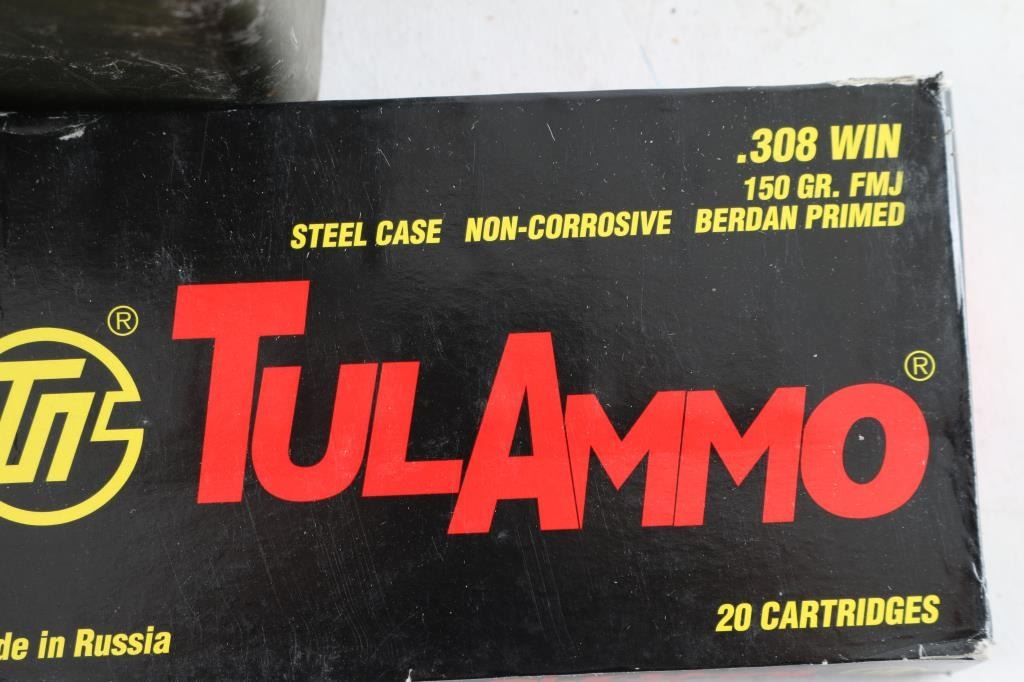 .308 WIN
150 GR. FMJ
STEEL CASE NON-CORROSIVE BERDAN PRIMED
®
TULAMMO ®
20 CARTRIDGES
de in Russia